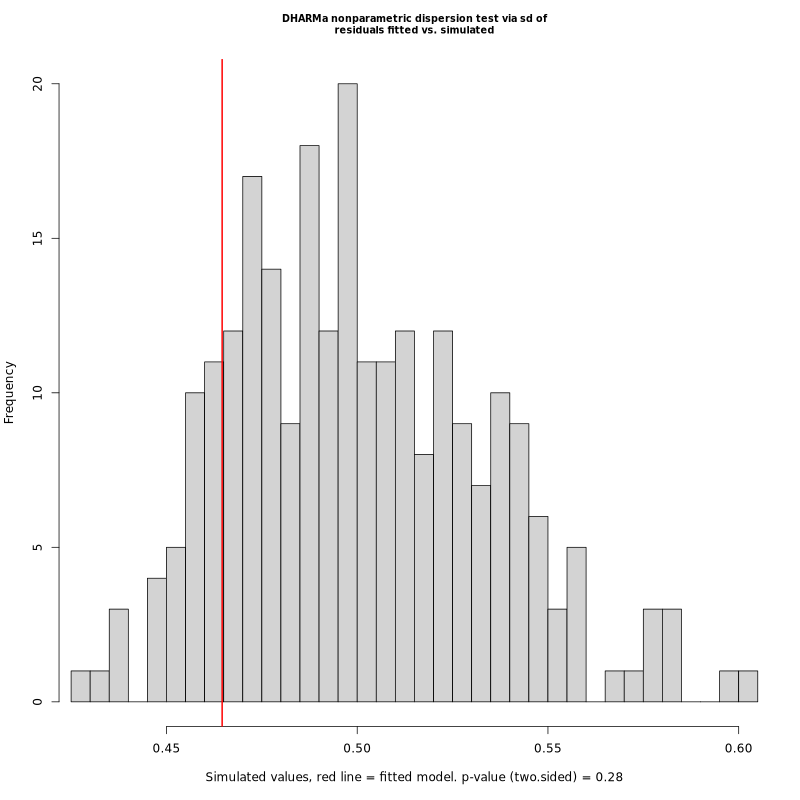 DHARMa nonparametric dispersion test via sd of
residuals fitted vs. simulated
20
15
10
5
0
Frequency
0.45 0.50 0.55 0.60
Simulated values, red line = fitted model. p-value (two.sided) = 0.28